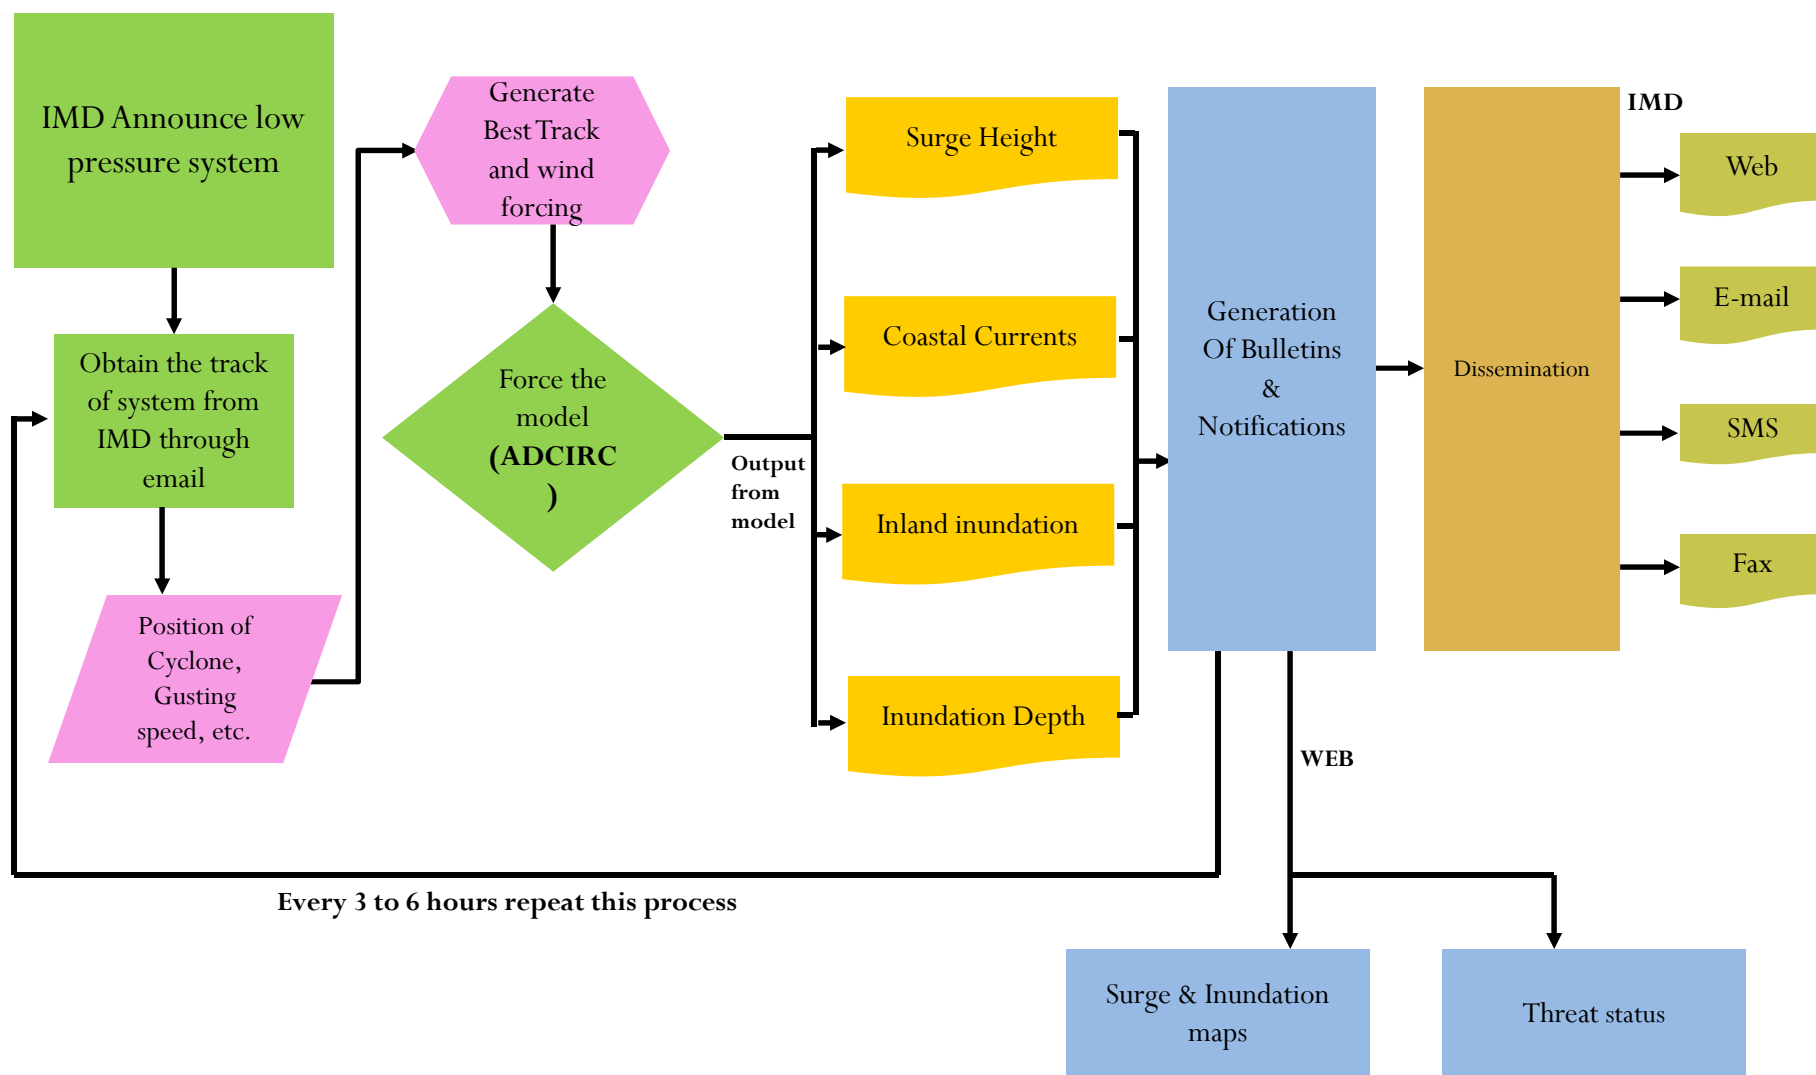 IMD Announce low
pressure system
Obtain the track
of system from
IMD through
email
Position of
Cyclone,
Gusting
speed, etc.
Generate
Best Track
and wind
forcing
Force the
model
(ADCIRC
)
Output
from
model
Surge Height
Coastal Currents
Inland inundation
Inundation Depth
Generation
Of Bulletins
&
Notifications
Dissemination
IMD
Web
E-mail
SMS
Fax
WEB
Every 3 to 6 hours repeat this process
Surge & Inundation
maps
Threat status